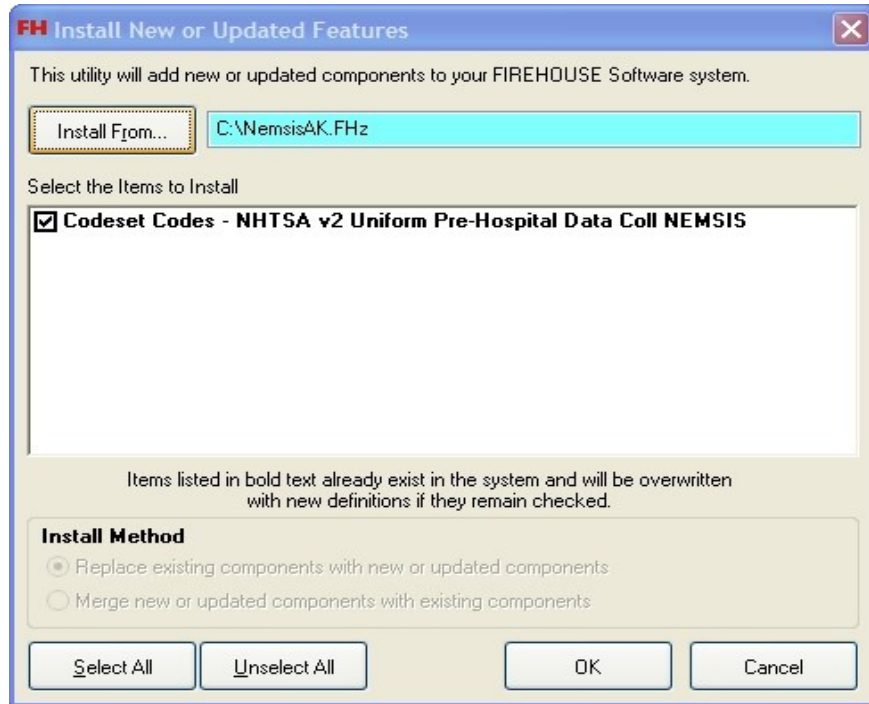 FH Install New or Updated Features
This utility will add new or updated components to your FIREHOUSE Software system.
Install From...
C:\NemsisAK.FHz
Select the Items to Install
Codeset Codes - NHTSA v2 Uniform Pre-Hospital Data Coll NEMSIS
Items listed in bold text already exist in the system and will be overwritten
with new definitions if they remain checked.
Install Method
Replace existing components with new or updated components
Merge new or updated components with existing components
Select All
Unselect All
OK
Cancel